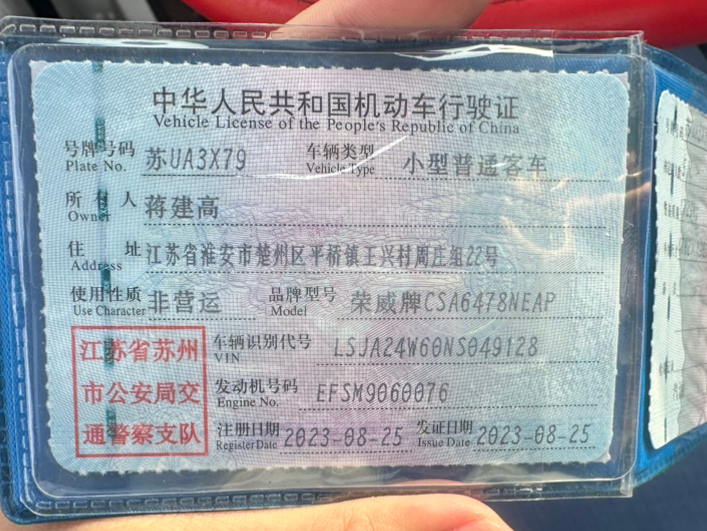 中华人民共和国机动车行驶证
Vehicle License of the People's Republic of China
号牌号码 苏UA3X79 车辆类型 小型普通客车
Plate No. Vehicle Type
所有人 蒋建高
Owner
住址 江苏省淮安市楚州区平桥镇王兴村周庄组22号
Address
使用性质 非营运 品牌型号 荣威牌CSA6478NEAP
Use Character Model
江苏省苏州
市公安局交
通警察支队
车辆识别代号 LSJA24W60NS049128
VIN
发动机号码 EFSM9060076
Engine No.
注册日期 2023-08-25 发证日期 2023-08-25
Register Date Issue Date